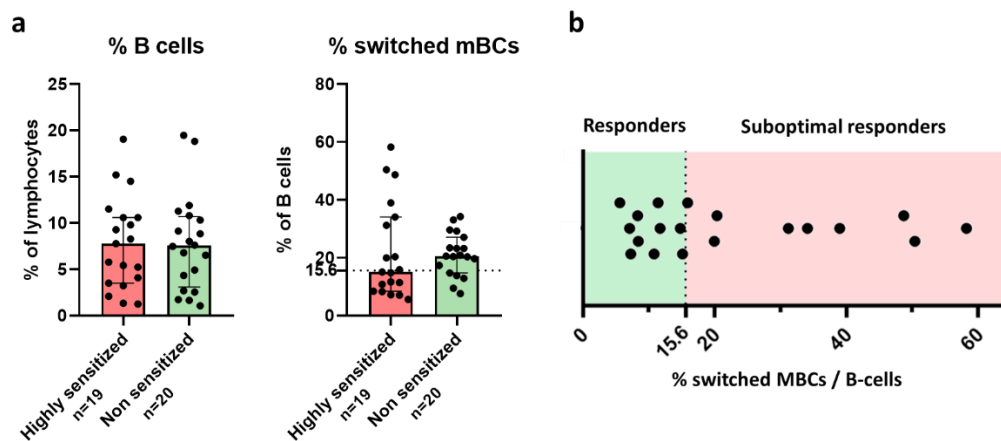 a
% B cells
% of lymphocytes
25
20
15
10
5
0
Highly sensitized
n=19
Non sensitized
n=20
% switched mBCs
% of B cells
80
60
40
20
15.6
0
Highly sensitized
n=19
Non sensitized
n=20
b
Responders
Suboptimal responders
0
15.6
20
40
60
% switched MBCs / B-cells